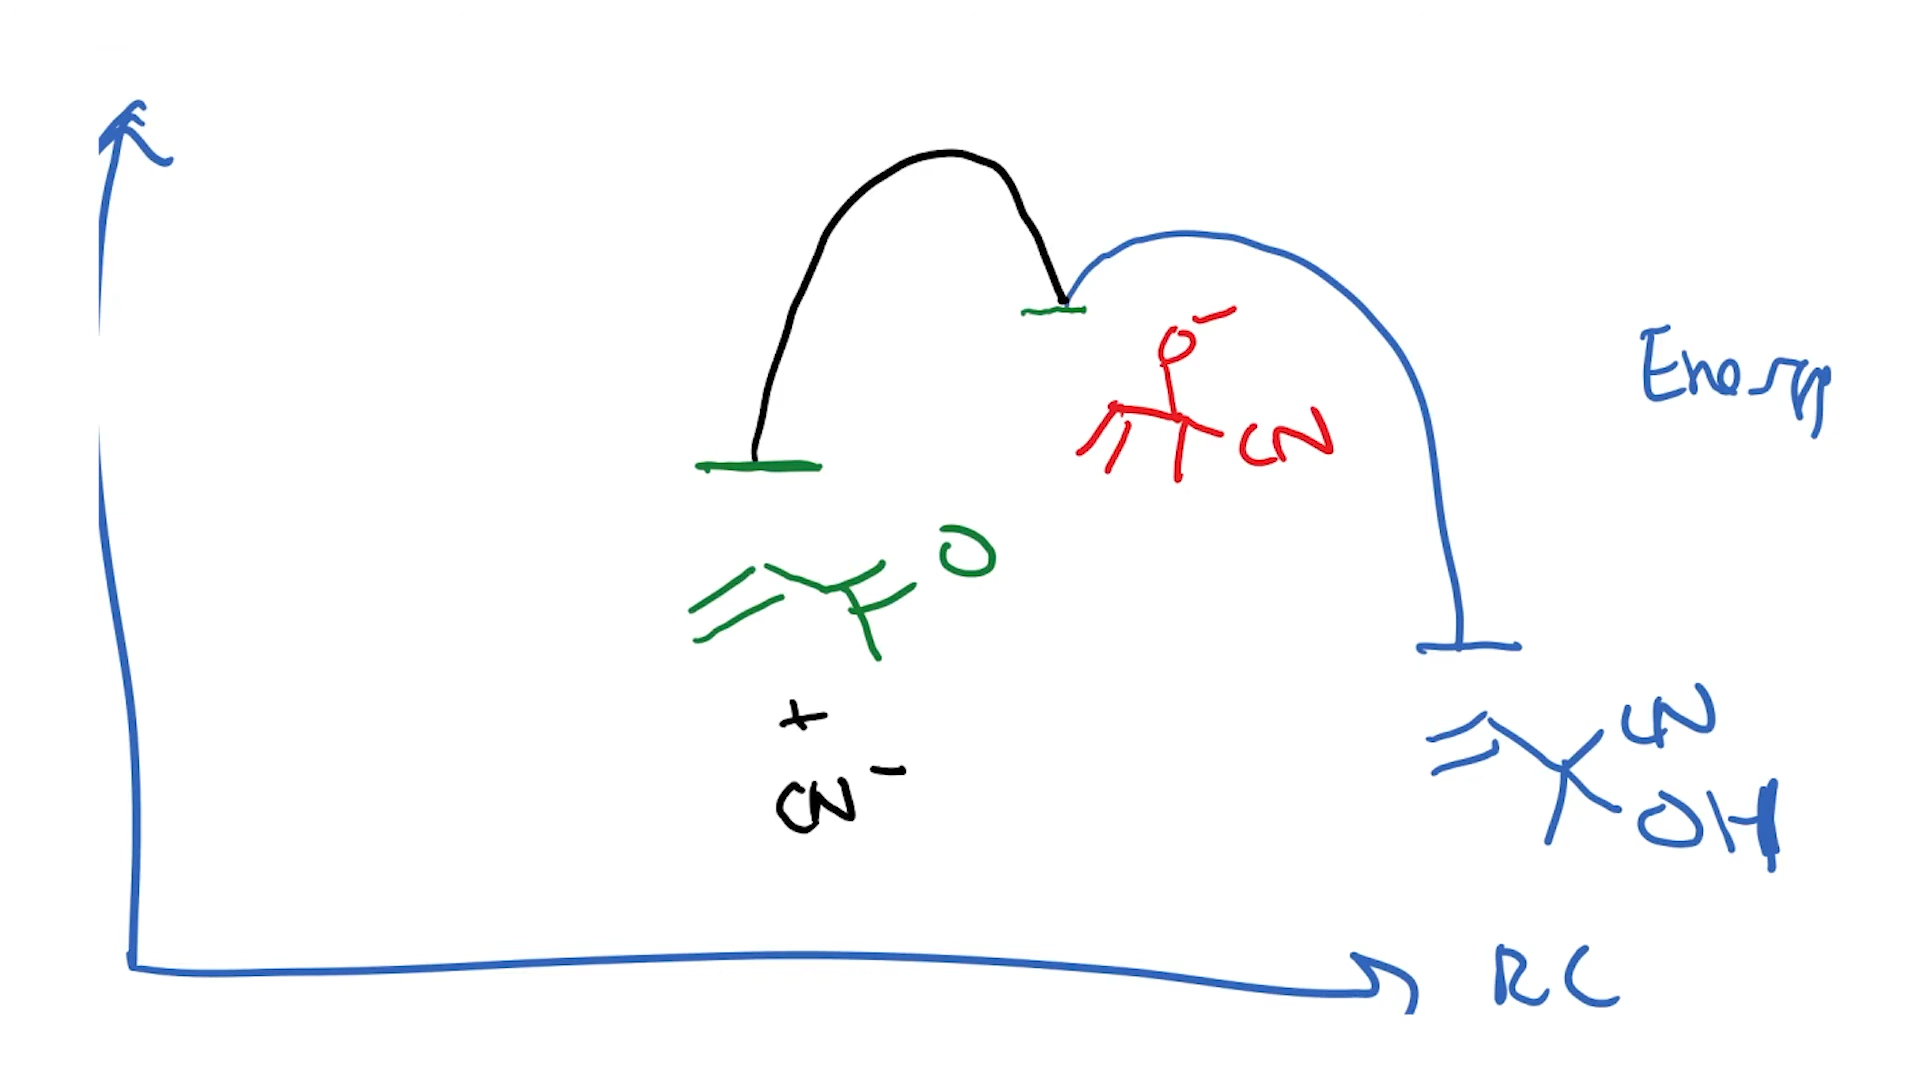 O⁻
CN
Energy
O
+
CN⁻
CN
OH
RC